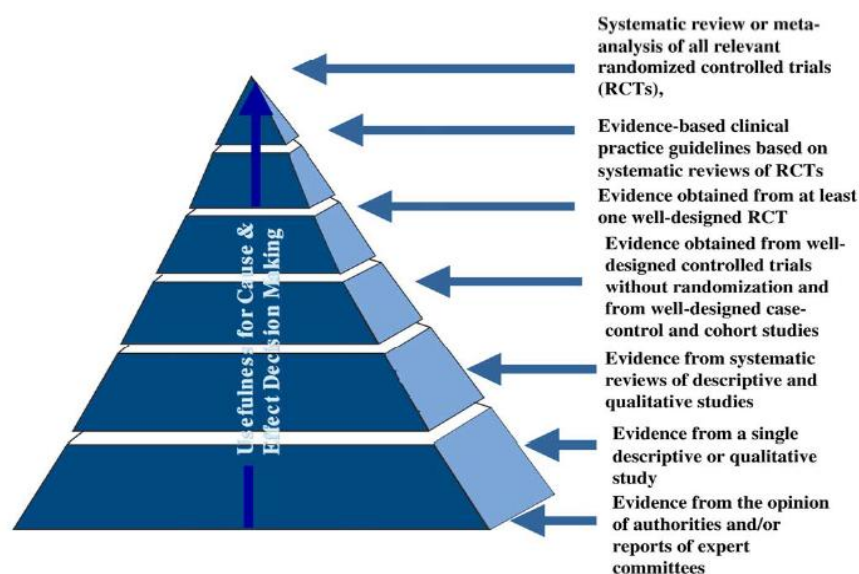 Systematic review or meta-
analysis of all relevant
randomized controlled trials
(RCTs),
Evidence-based clinical
practice guidelines based on
systematic reviews of RCTs
Evidence obtained from at least
one well-designed RCT
Evidence obtained from well-
designed controlled trials
without randomization and
from well-designed case-
control and cohort studies
Evidence from systematic
reviews of descriptive and
qualitative studies
Evidence from a single
descriptive or qualitative
study
Evidence from the opinion
of authorities and/or
reports of expert
committees
Usefulness for Cause &
Effect Decision Making